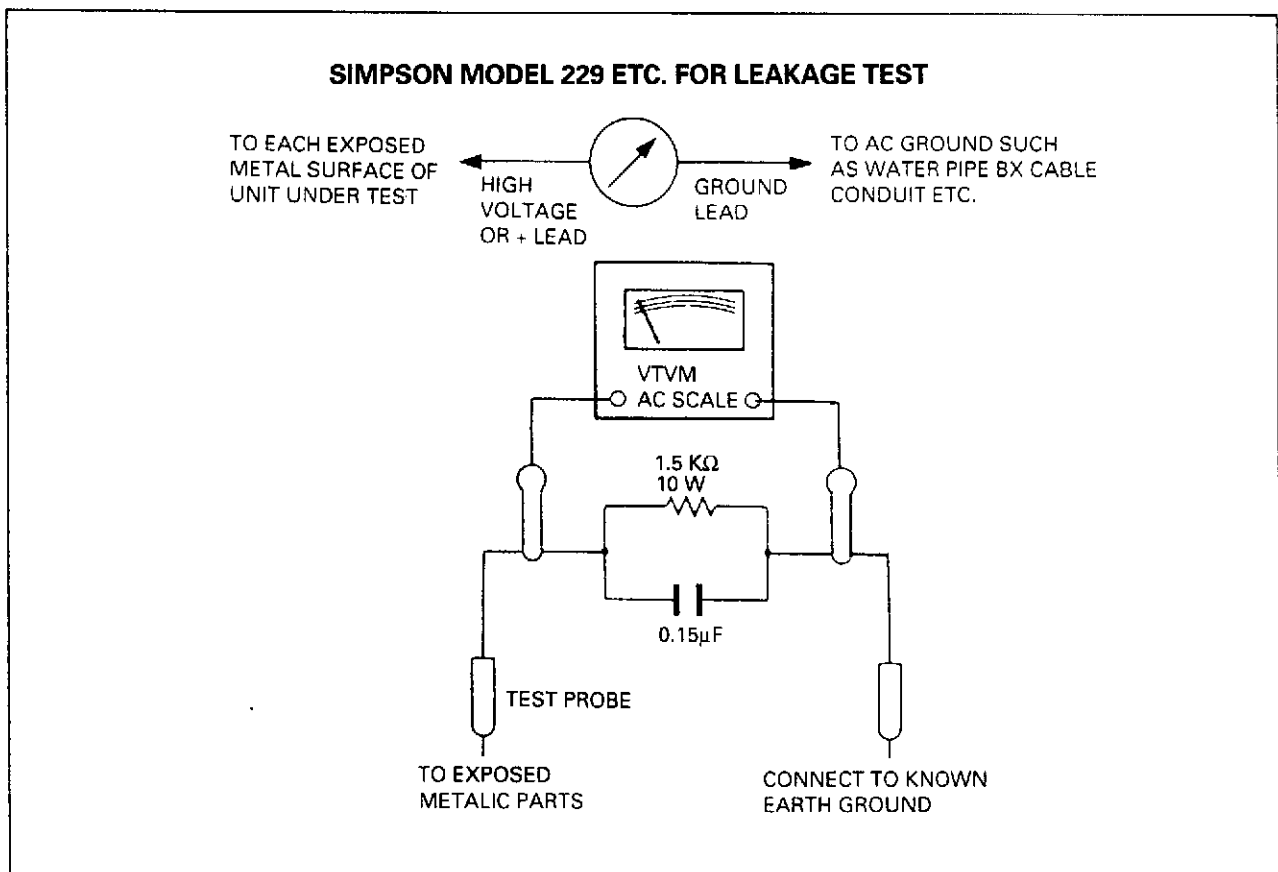 SIMPSON MODEL 229 ETC. FOR LEAKAGE TEST
TO EACH EXPOSED
METAL SURFACE OF
UNIT UNDER TEST
HIGH
VOLTAGE
OR + LEAD
GROUND
LEAD
TO AC GROUND SUCH
AS WATER PIPE BX CABLE
CONDUIT ETC.
VTVM
AC SCALE
1.5 KΩ
10 W
0.15µF
TEST PROBE
TO EXPOSED
METALIC PARTS
CONNECT TO KNOWN
EARTH GROUND